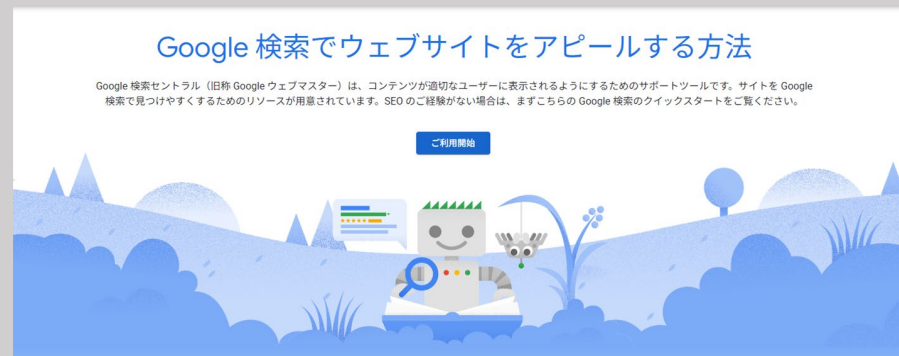 Google 検索でウェブサイトをアピールする方法
Google 検索セントラル（旧称 Google ウェブマスター）は、コンテンツが適切なユーザーに表示されるようにするためのサポートツールです。サイトを Google
検索で見つけやすくするためのリソースが用意されています。SEO のご経験がない場合は、まずこちらの Google 検索のクイックスタートをご覧ください。
ご利用開始